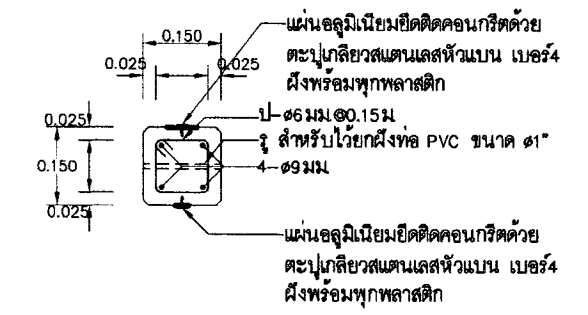 แผ่นอลูมิเนียมยึดติดคอนกรีตด้วย
0.150
ตะปูเกลียวสแตนเลสหัวแบน เบอร์4
0.025 0.025
ฝังพร้อมพุกพลาสติก
ป-ø6มม.@0.15ม.
0.025
รู สำหรับไว้ยกฝังท่อ PVC ขนาด ø1"
0.150
4-ø9มม.
0.025
แผ่นอลูมิเนียมยึดติดคอนกรีตด้วย
ตะปูเกลียวสแตนเลสหัวแบน เบอร์4
ฝังพร้อมพุกพลาสติก